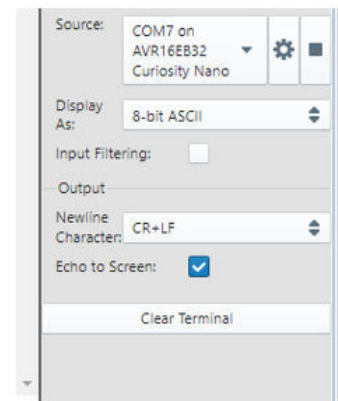 Source:
COM7 on
AVR16EB32
Curiosity Nano
Display
As:
8-bit ASCII
Input Filtering:
Output
Newline
Character:
CR+LF
Echo to Screen:
Clear Terminal